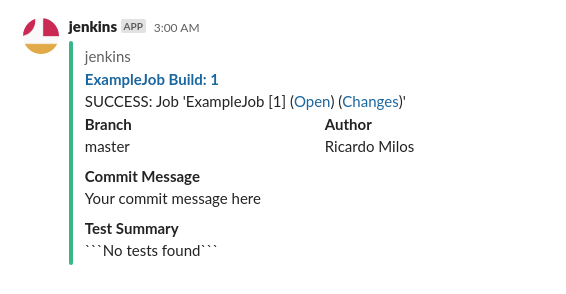 jenkins APP 3:00 AM
jenkins
ExampleJob Build: 1
SUCCESS: Job 'ExampleJob [1] (Open) (Changes)'
Branch Author
master Ricardo Milos
Commit Message
Your commit message here
Test Summary
```No tests found```